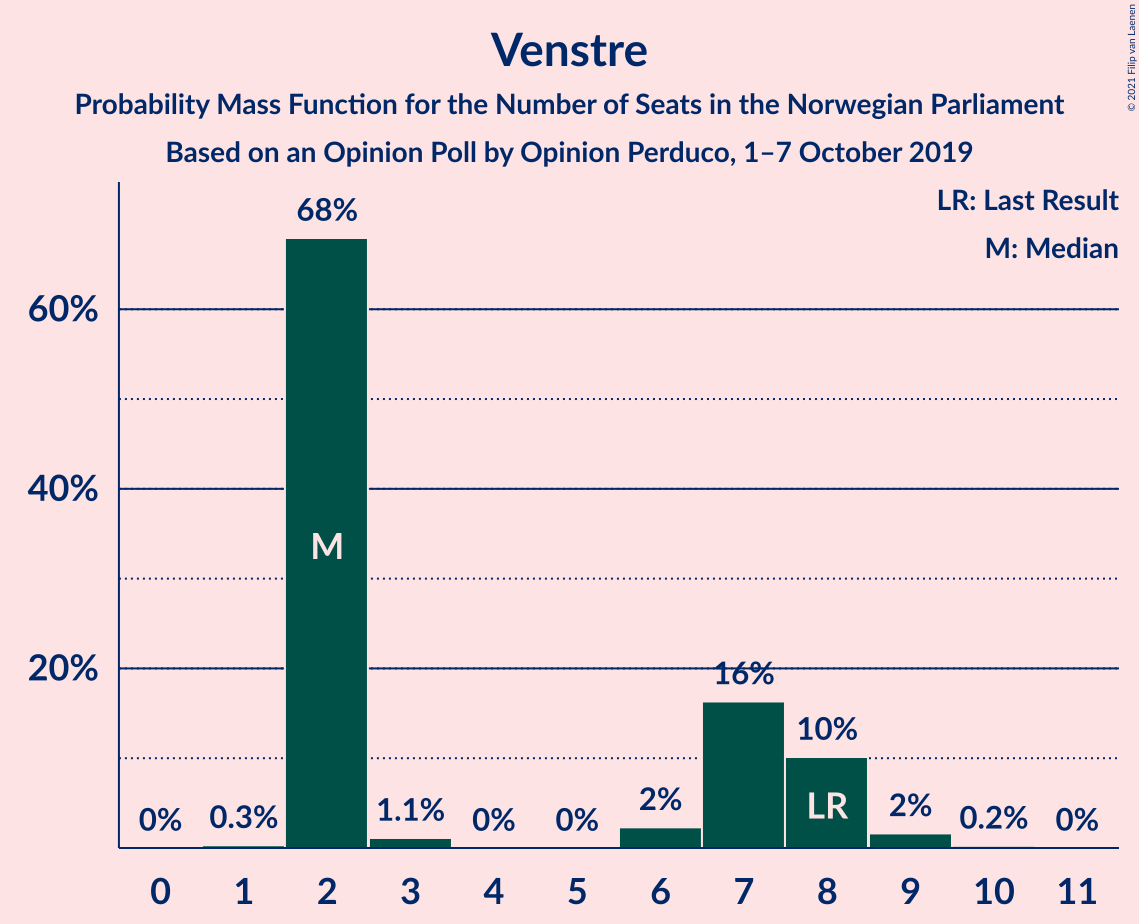 Venstre
Probability Mass Function for the Number of Seats in the Norwegian Parliament
Based on an Opinion Poll by Opinion Perduco, 1–7 October 2019
© 2021 Filip van Laenen
LR: Last Result
M: Median
60%
40%
20%
0%
0.3%
68%
M
1.1%
0%
0%
2%
16%
10%
LR
2%
0.2%
0%
0 1 2 3 4 5 6 7 8 9 10 11